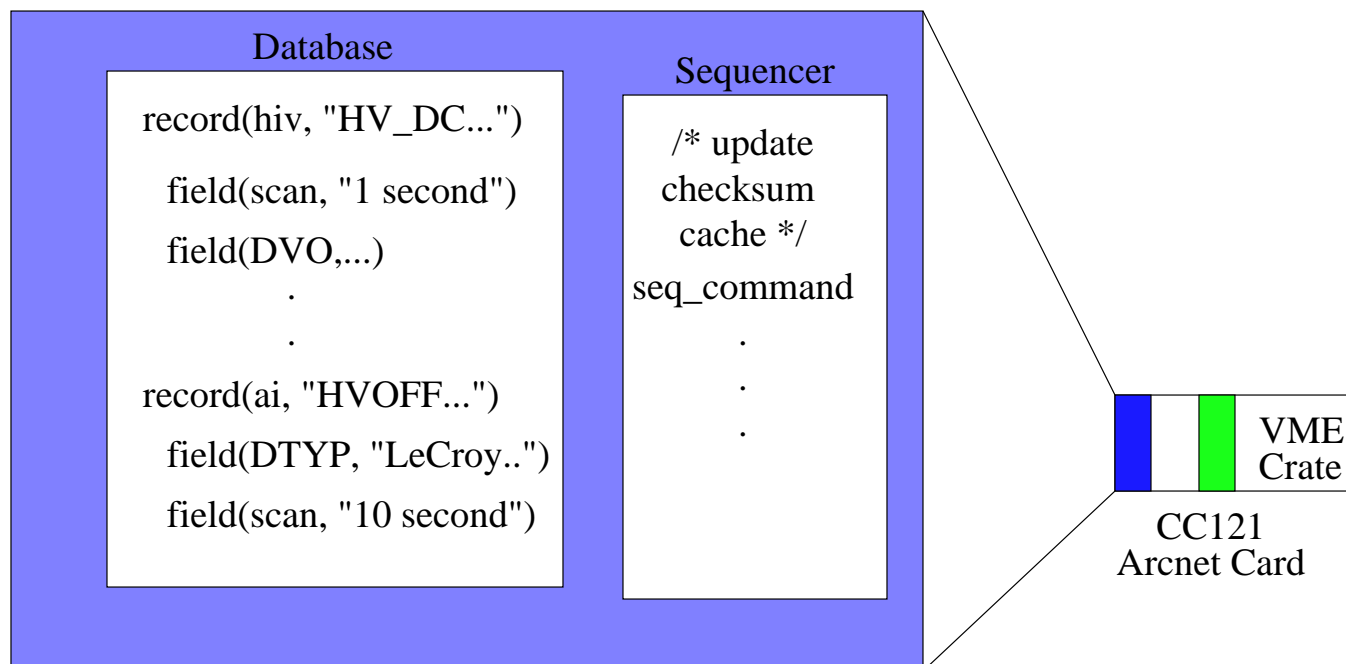 Database
record(hiv, "HV_DC...")
field(scan, "1 second")
field(DVO,...)
.
.
record(ai, "HVOFF...")
field(DTYP, "LeCroy..")
field(scan, "10 second")
Sequencer
/* update
checksum
cache */
seq_command
.
.
.
VME
Crate
CC121
Arcnet Card